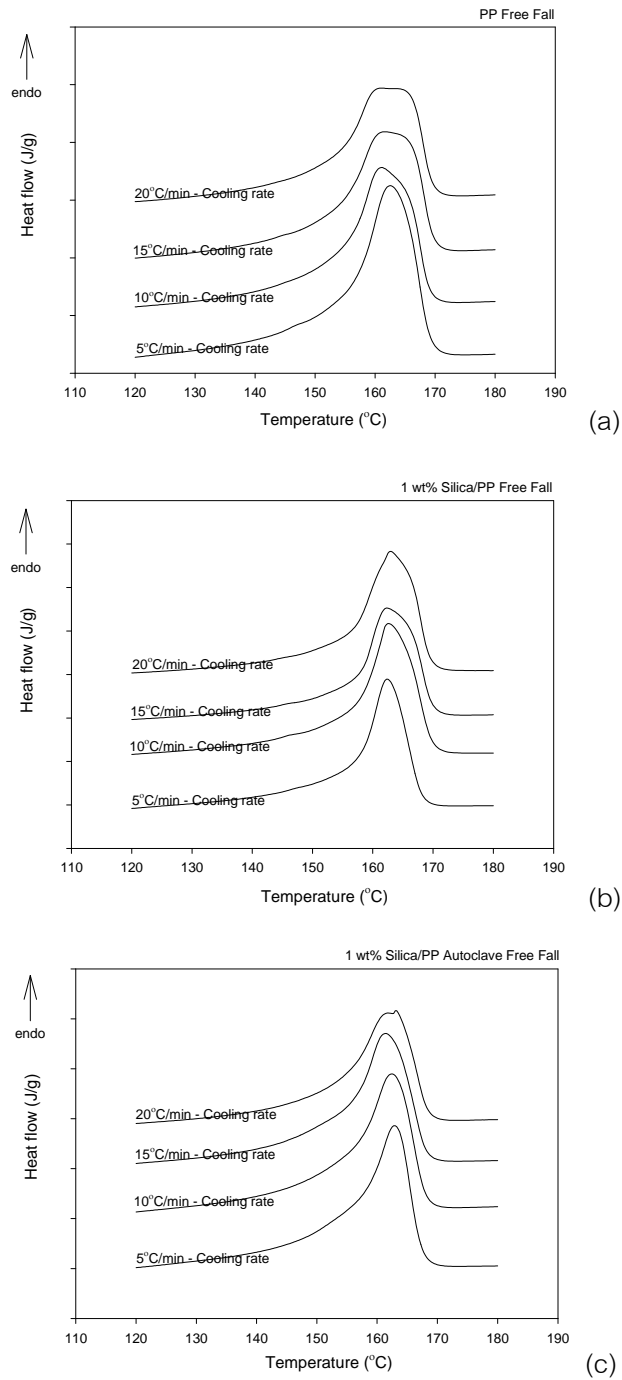 PP Free Fall
endo
Heat flow (J/g)
20°C/min - Cooling rate
15°C/min - Cooling rate
10°C/min - Cooling rate
5°C/min - Cooling rate
110 120 130 140 150 160 170 180 190
Temperature (°C)
(a)
1 wt% Silica/PP Free Fall
endo
Heat flow (J/g)
20°C/min - Cooling rate
15°C/min - Cooling rate
10°C/min - Cooling rate
5°C/min - Cooling rate
110 120 130 140 150 160 170 180 190
Temperature (°C)
(b)
1 wt% Silica/PP Autoclave Free Fall
endo
Heat flow (J/g)
20°C/min - Cooling rate
15°C/min - Cooling rate
10°C/min - Cooling rate
5°C/min - Cooling rate
110 120 130 140 150 160 170 180 190
Temperature (°C)
(c)